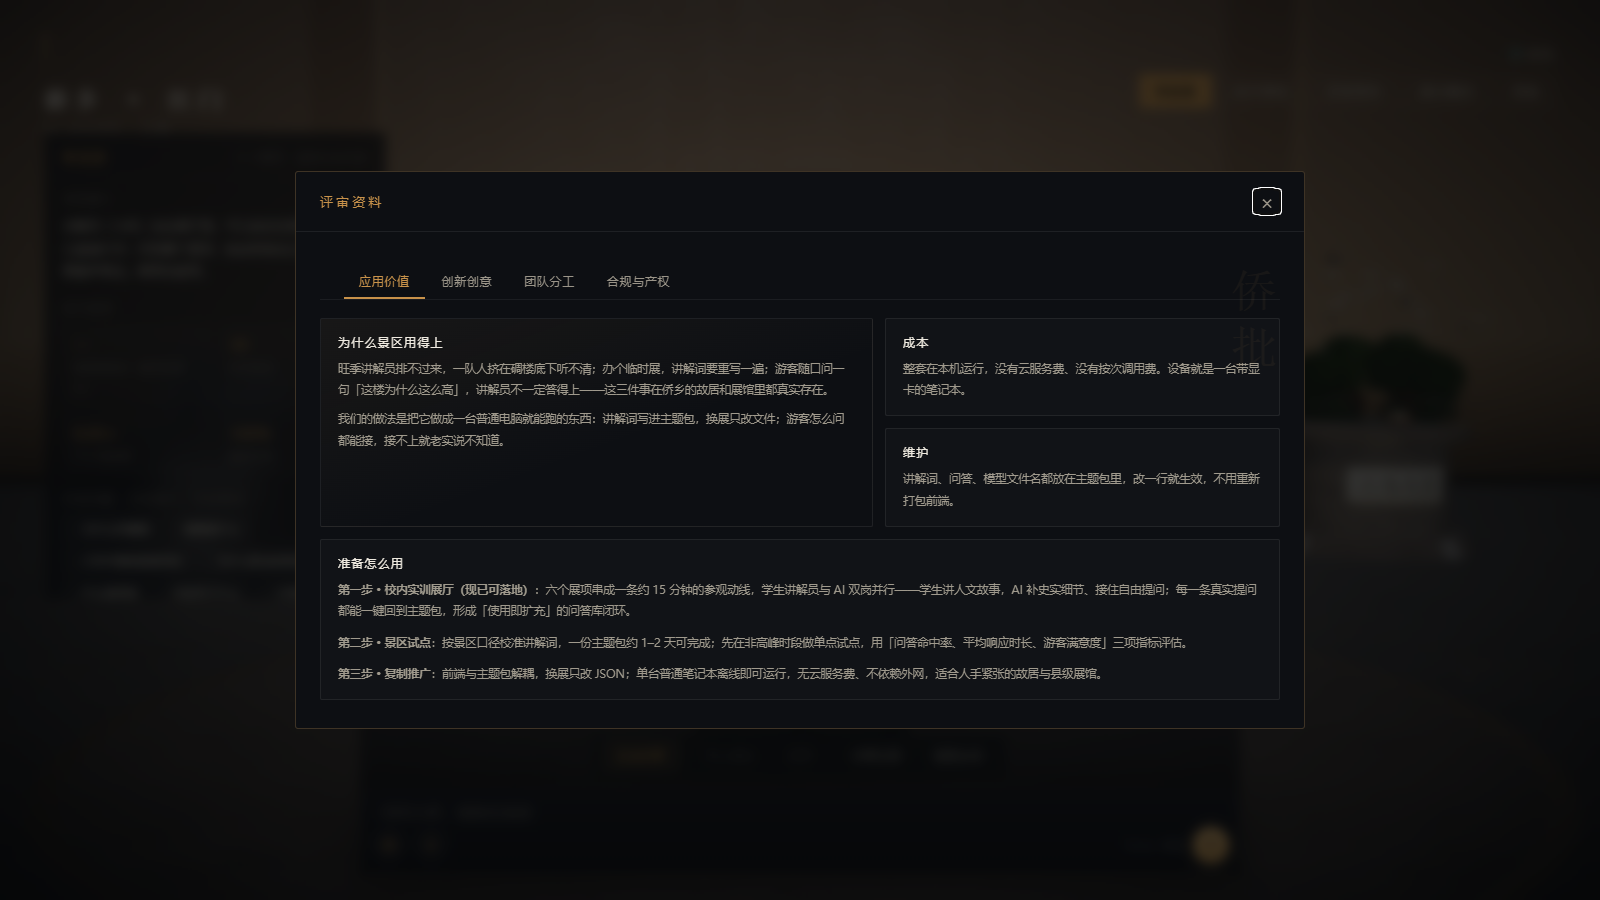 评审资料
×
应用价值
创新创意
团队分工
合规与产权
侨
批
为什么景区用得上
旺季讲解员排不过来，一队人挤在碉楼底下听不清；办个临时展，讲解词要重写一遍；游客随口问一
句「这楼为什么这么高」，讲解员不一定答得上——这三件事在侨乡的故居和展馆里都真实存在。
我们的做法是把它做成一台普通电脑就能跑的东西：讲解词写进主题包，换展只改文件；游客怎么问
都能接，接不上就老实说不知道。
成本
整套在本机运行，没有云服务费、没有按次调用费。设备就是一台带显
卡的笔记本。
维护
讲解词、问答、模型文件名都放在主题包里，改一行就生效，不用重新
打包前端。
准备怎么用
第一步 · 校内实训展厅（现已可落地）：六个展项串成一条约 15 分钟的参观动线，学生讲解员与 AI 双岗并行——学生讲人文故事，AI 补史实细节、接住自由提问；每一条真实提问
都能一键回到主题包，形成「使用即扩充」的问答库闭环。
第二步 · 景区试点：按景区口径校准讲解词，一份主题包约 1–2 天可完成；先在非高峰时段做单点试点，用「问答命中率、平均响应时长、游客满意度」三项指标评估。
第三步 · 复制推广：前端与主题包解耦，换展只改 JSON；单台普通笔记本离线即可运行，无云服务费、不依赖外网，适合人手紧张的故居与县级展馆。